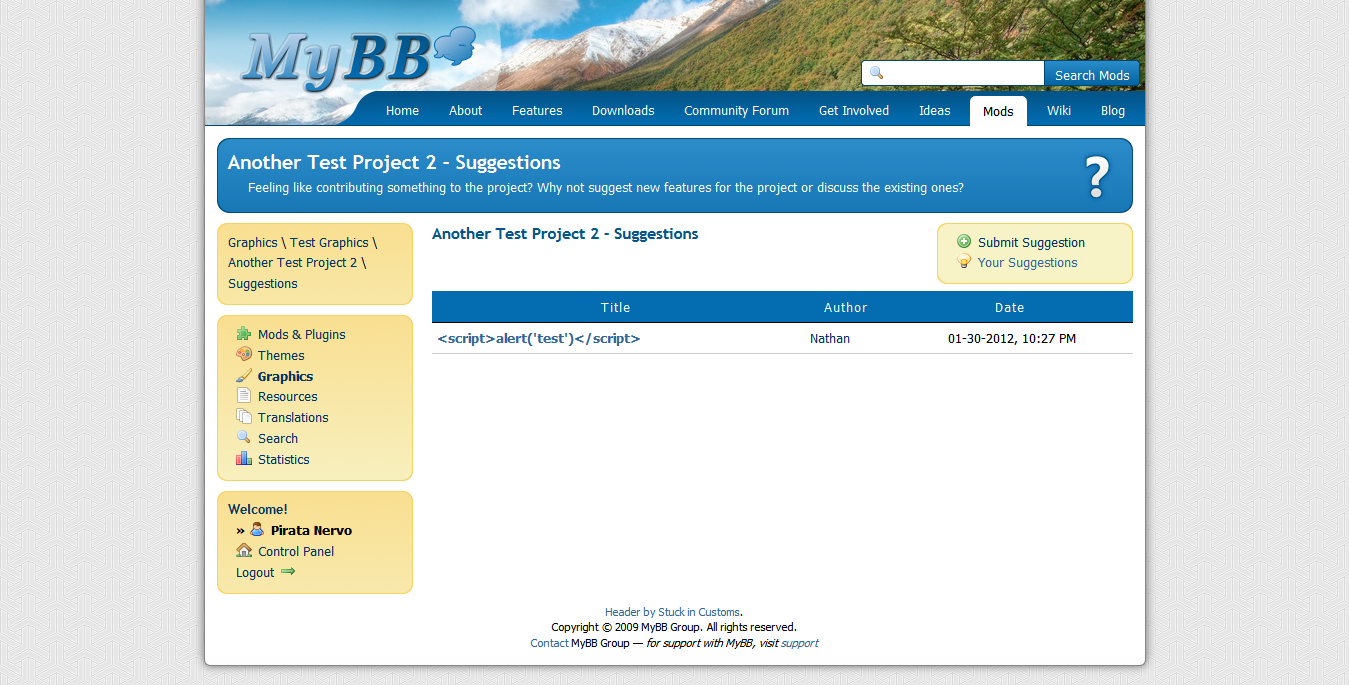 MyBB
Search Mods
Home About Features Downloads Community Forum Get Involved Ideas Mods Wiki Blog
Another Test Project 2 - Suggestions
Feeling like contributing something to the project? Why not suggest new features for the project or discuss the existing ones?
?
Graphics \ Test Graphics \
Another Test Project 2 \
Suggestions
Mods & Plugins
Themes
Graphics
Resources
Translations
Search
Statistics
Welcome!
» Pirata Nervo
Control Panel
Logout
Another Test Project 2 - Suggestions
Submit Suggestion
Your Suggestions
Title Author Date
<script>alert('test')</script> Nathan 01-30-2012, 10:27 PM
Header by Stuck in Customs.
Copyright © 2009 MyBB Group. All rights reserved.
Contact MyBB Group — for support with MyBB, visit support